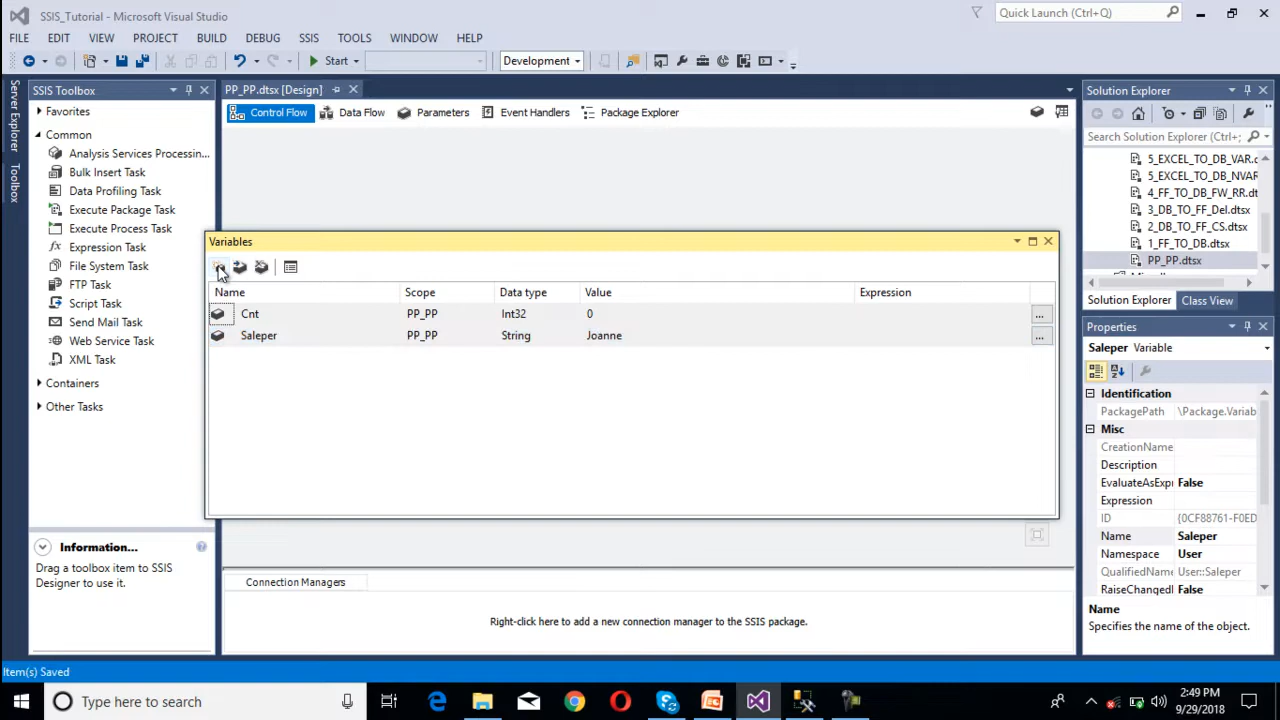 SSIS_Tutorial - Microsoft Visual Studio
Quick Launch (Ctrl+Q)
FILE EDIT VIEW PROJECT BUILD DEBUG SSIS TOOLS WINDOW HELP
Start Development
Server Explorer
Toolbox
SSIS Toolbox
Favorites
Common
Analysis Services Processin...
Bulk Insert Task
Data Profiling Task
Execute Package Task
Execute Process Task
Expression Task
File System Task
FTP Task
Script Task
Send Mail Task
Web Service Task
XML Task
Containers
Other Tasks
Information...
Drag a toolbox item to SSIS
Designer to use it.
PP_PP.dtsx [Design]
Control Flow Data Flow Parameters Event Handlers Package Explorer
Variables
Name Scope Data type Value Expression
Cnt PP_PP Int32 0 ...
Saleper PP_PP String Joanne ...
Connection Managers
Right-click here to add a new connection manager to the SSIS package.
Solution Explorer
Search Solution Explorer (Ctrl+;
5_EXCEL_TO_DB_VAR.d
5_EXCEL_TO_DB_NVAR
4_FF_TO_DB_FW_RR.dt
3_DB_TO_FF_Del.dtsx
2_DB_TO_FF_CS.dtsx
1_FF_TO_DB.dtsx
PP_PP.dtsx
Solution Explorer Class View
Properties
Saleper Variable
Identification
PackagePath \Package.Variab
Misc
CreationName
Description
EvaluateAsExpr False
Expression
ID {0CF88761-F0ED
Name Saleper
Namespace User
QualifiedName User::Saleper
RaiseChangedE False
Name
Specifies the name of the object.
Item(s) Saved
Type here to search
2:49 PM
9/29/2018